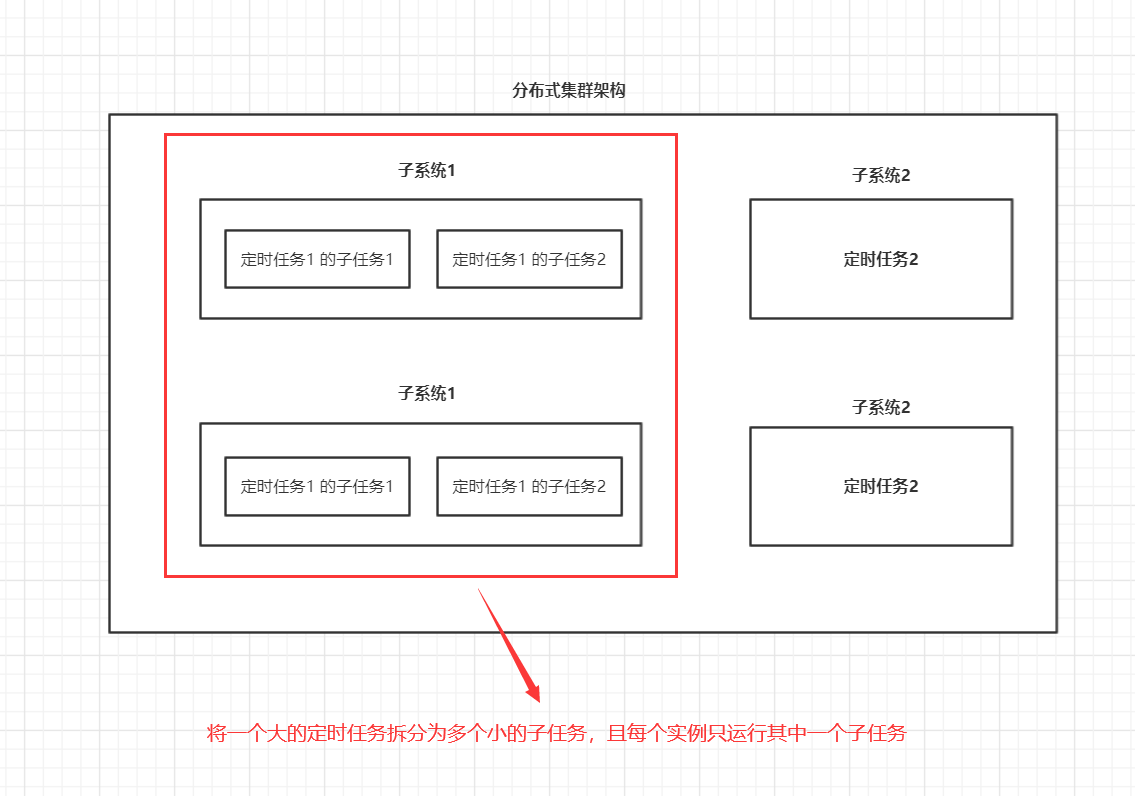 分布式集群架构
子系统1
子系统2
定时任务1 的子任务1
定时任务1 的子任务2
定时任务2
子系统1
子系统2
定时任务1 的子任务1
定时任务1 的子任务2
定时任务2
将一个大的定时任务拆分为多个小的子任务，且每个实例只运行其中一个子任务